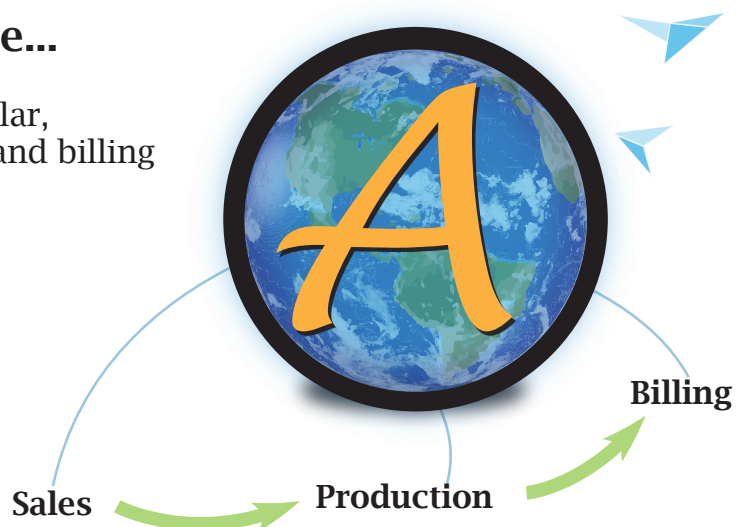 e...
lar,
and billing
A
Billing
Production
Sales